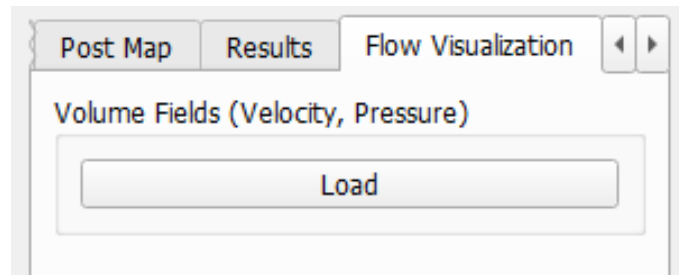 Post Map Results Flow Visualization
Volume Fields (Velocity, Pressure)
Load